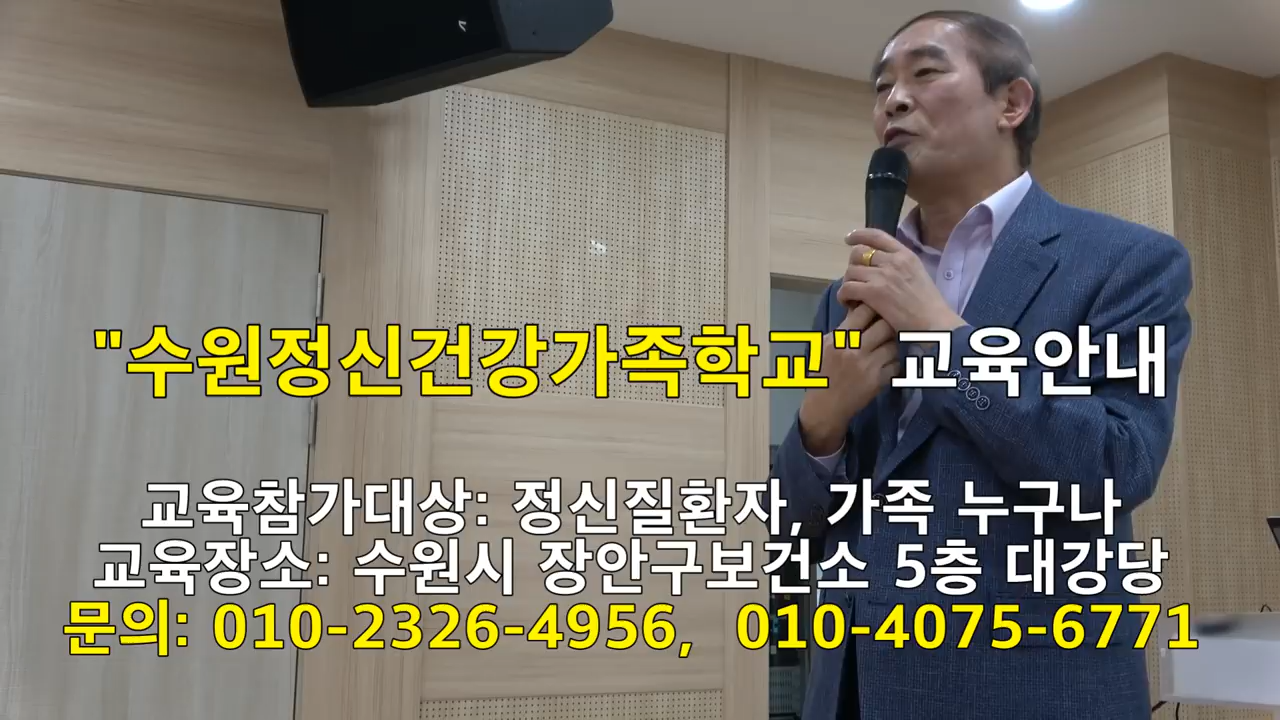 "수원정신건강가족학교" 교육안내
교육참가대상: 정신질환자, 가족 누구나
교육장소: 수원시 장안구보건소 5층 대강당
문의: 010-2326-4956, 010-4075-6771